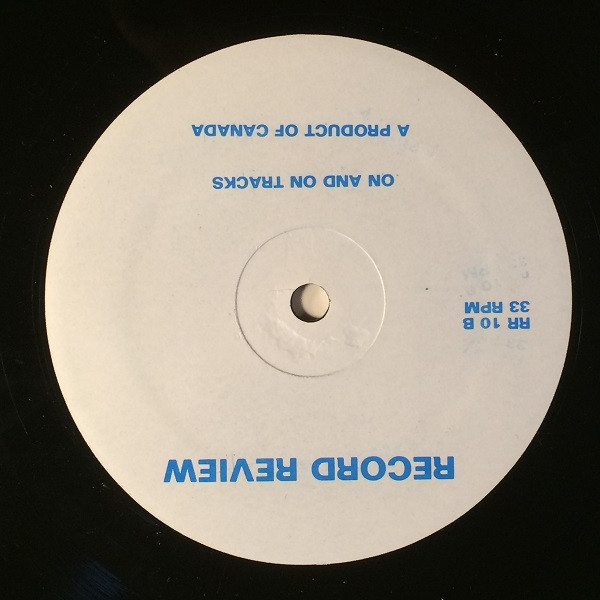 RECORD REVIEW
RR 10 B
33 RPM
ON AND ON TRACKS
A PRODUCT OF CANADA